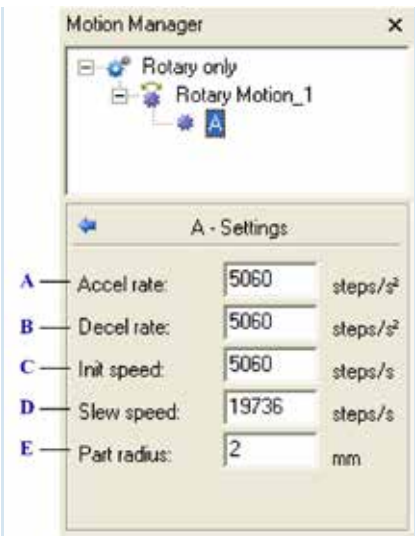 Motion Manager x
Rotary only
Rotary Motion_1
A
A - Settings
A Accel rate: 5060 steps/s²
B Decel rate: 5060 steps/s²
C Init speed: 5060 steps/s
D Slew speed: 19736 steps/s
E Part radius: 2 mm